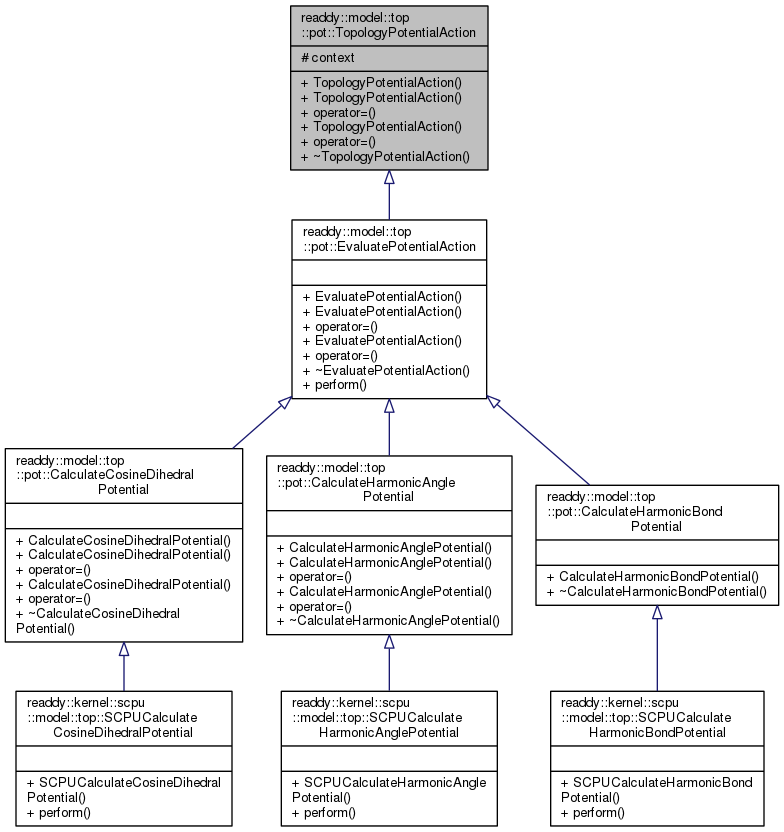 readdy::model::top
::pot::TopologyPotentialAction
# context
+ TopologyPotentialAction()
+ TopologyPotentialAction()
+ operator=()
+ TopologyPotentialAction()
+ operator=()
+ ~TopologyPotentialAction()
readdy::model::top
::pot::EvaluatePotentialAction
+ EvaluatePotentialAction()
+ EvaluatePotentialAction()
+ operator=()
+ EvaluatePotentialAction()
+ operator=()
+ ~EvaluatePotentialAction()
+ perform()
readdy::model::top
::pot::CalculateCosineDihedral
Potential
+ CalculateCosineDihedralPotential()
+ CalculateCosineDihedralPotential()
+ operator=()
+ CalculateCosineDihedralPotential()
+ operator=()
+ ~CalculateCosineDihedral
Potential()
readdy::model::top
::pot::CalculateHarmonicAngle
Potential
+ CalculateHarmonicAnglePotential()
+ CalculateHarmonicAnglePotential()
+ operator=()
+ CalculateHarmonicAnglePotential()
+ operator=()
+ ~CalculateHarmonicAnglePotential()
readdy::model::top
::pot::CalculateHarmonicBond
Potential
+ CalculateHarmonicBondPotential()
+ ~CalculateHarmonicBondPotential()
readdy::kernel::scpu
::model::top::SCPUCalculate
CosineDihedralPotential
+ SCPUCalculateCosineDihedral
Potential()
+ perform()
readdy::kernel::scpu
::model::top::SCPUCalculate
HarmonicAnglePotential
+ SCPUCalculateHarmonicAngle
Potential()
+ perform()
readdy::kernel::scpu
::model::top::SCPUCalculate
HarmonicBondPotential
+ SCPUCalculateHarmonicBond
Potential()
+ perform()